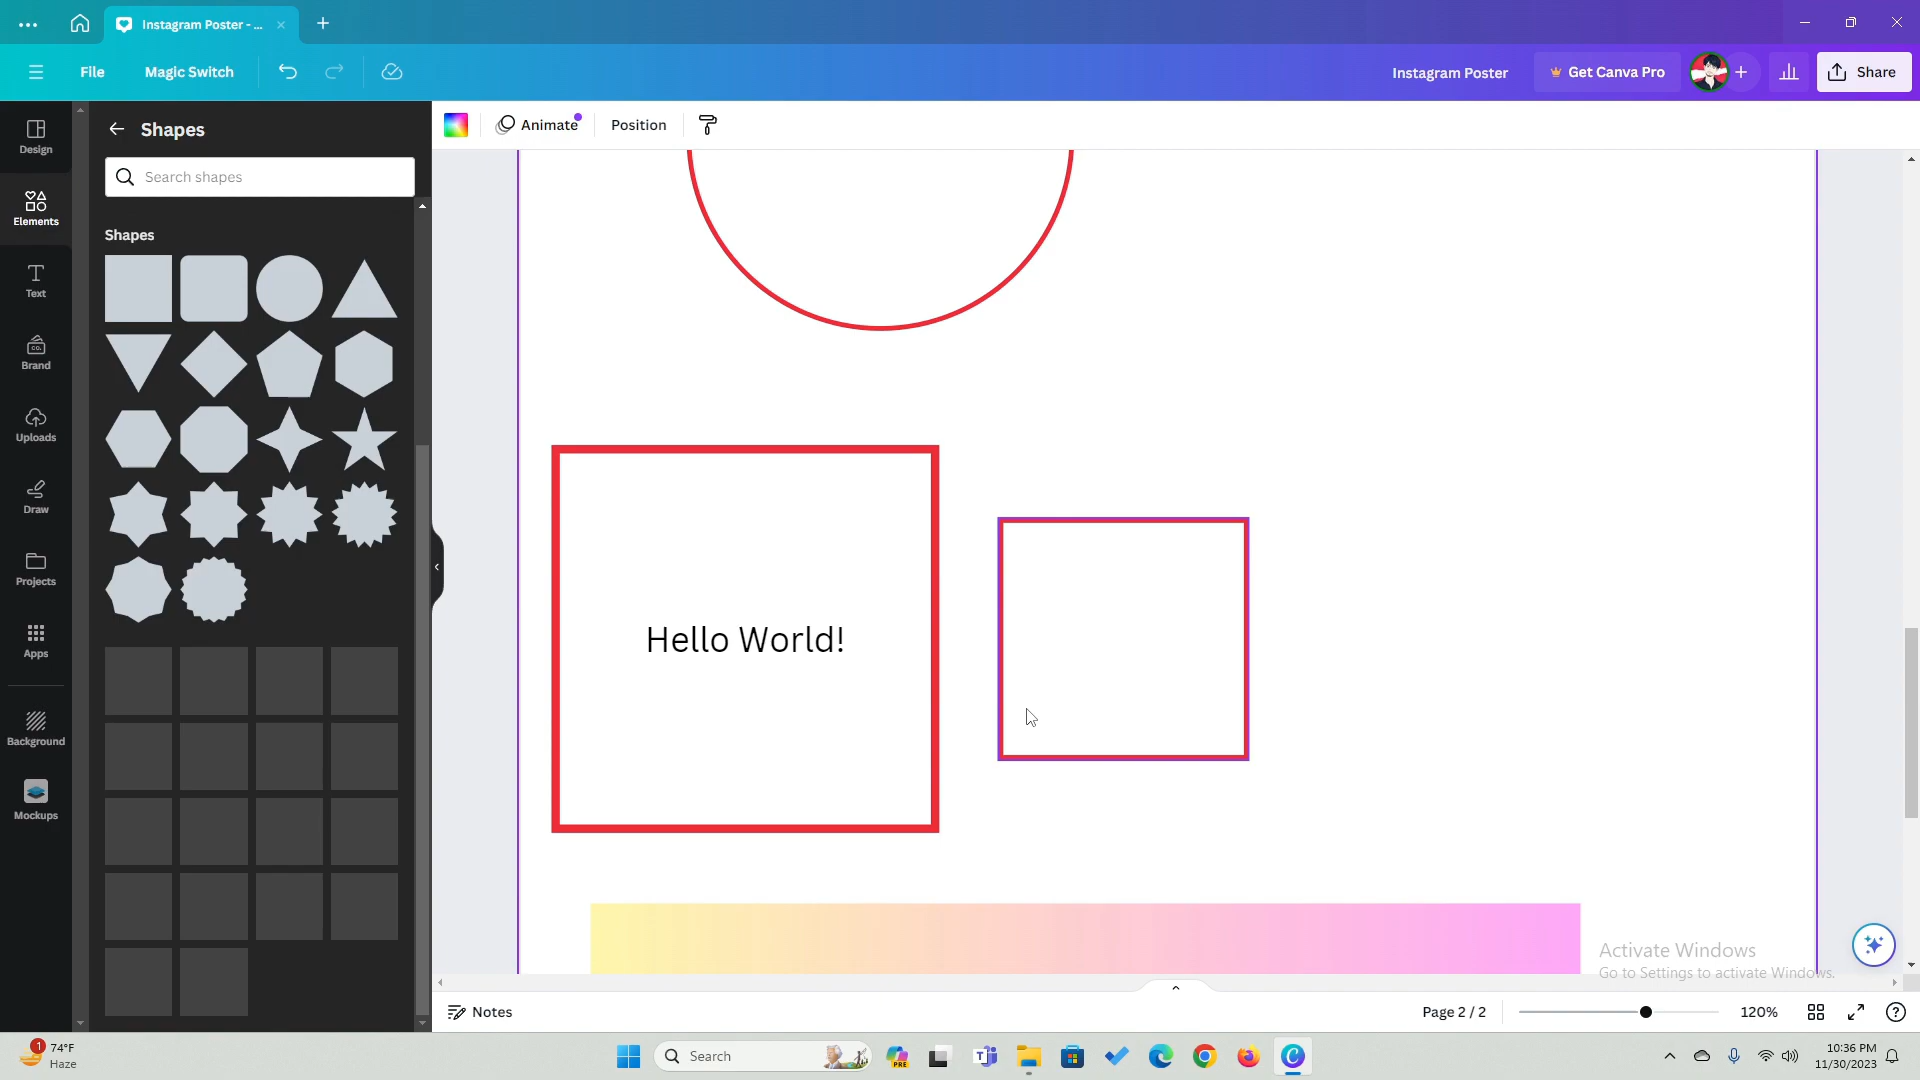 Instagram Poster - ...
File
Magic Switch
Instagram Poster
Get Canva Pro
Share
Design
Elements
Text
Brand
Uploads
Draw
Projects
Apps
Background
Mockups
Shapes
Search shapes
Shapes
Animate
Position
Hello World!
Activate Windows
Go to Settings to activate Windows.
Notes
Page 2 / 2
120%
1
74°F
Haze
Search
PRE
10:36 PM
11/30/2023